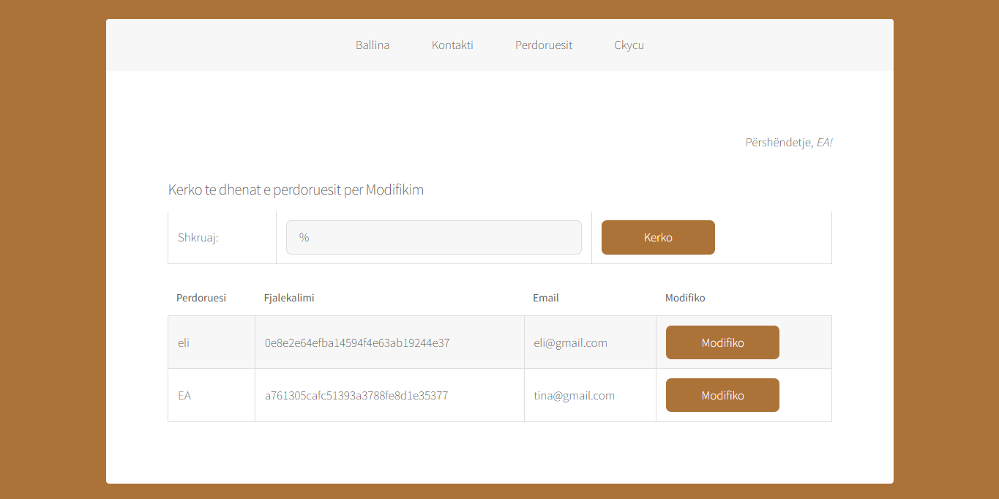 Ballina Kontakti Perdoruesit Ckycu
Përshëndetje, EA!
Kerko te dhenat e perdoruesit per Modifikim
Shkruaj: % Kerko
Perdoruesi Fjalekalimi Email Modifiko
eli 0e8e2e64efba14594f4e63ab19244e37 eli@gmail.com Modifiko
EA a761305cafc51393a3788fe8d1e35377 tina@gmail.com Modifiko